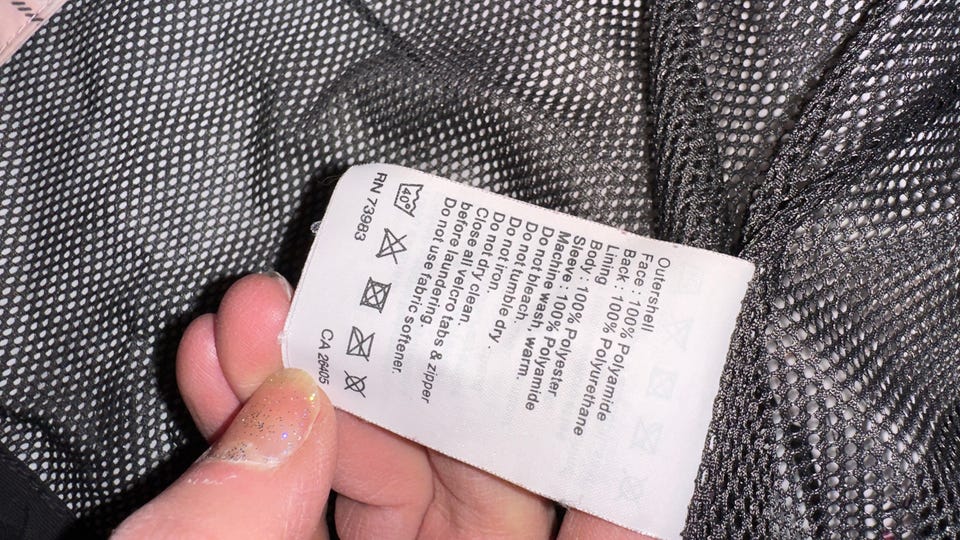 Outershell
Face : 100% Polyamide
Back : 100% Polyurethane
Lining
Body : 100% Polyester
Sleeve : 100% Polyamide
Machine wash, warm.
Do not bleach.
Do not tumble dry.
Do not iron.
Do not dry clean.
Close all velcro tabs & zipper
before laundering.
Do not use fabric softener.
40°
RN 73983
CA 26405